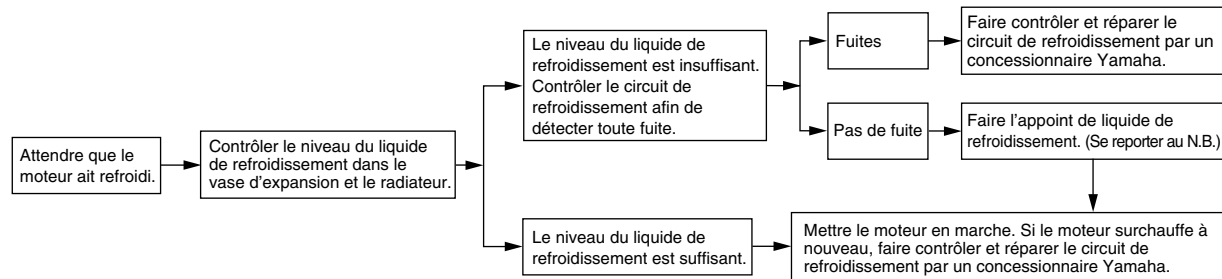 Attendre que le
moteur ait refroidi.
Contrôler le niveau du liquide
de refroidissement dans le
vase d’expansion et le radiateur.
Le niveau du liquide de
refroidissement est insuffisant.
Contrôler le circuit de
refroidissement afin de
détecter toute fuite.
Fuites
Faire contrôler et réparer le
circuit de refroidissement par un
concessionnaire Yamaha.
Pas de fuite
Faire l’appoint de liquide de
refroidissement. (Se reporter au N.B.)
Le niveau du liquide de
refroidissement est suffisant.
Mettre le moteur en marche. Si le moteur surchauffe à
nouveau, faire contrôler et réparer le circuit de
refroidissement par un concessionnaire Yamaha.